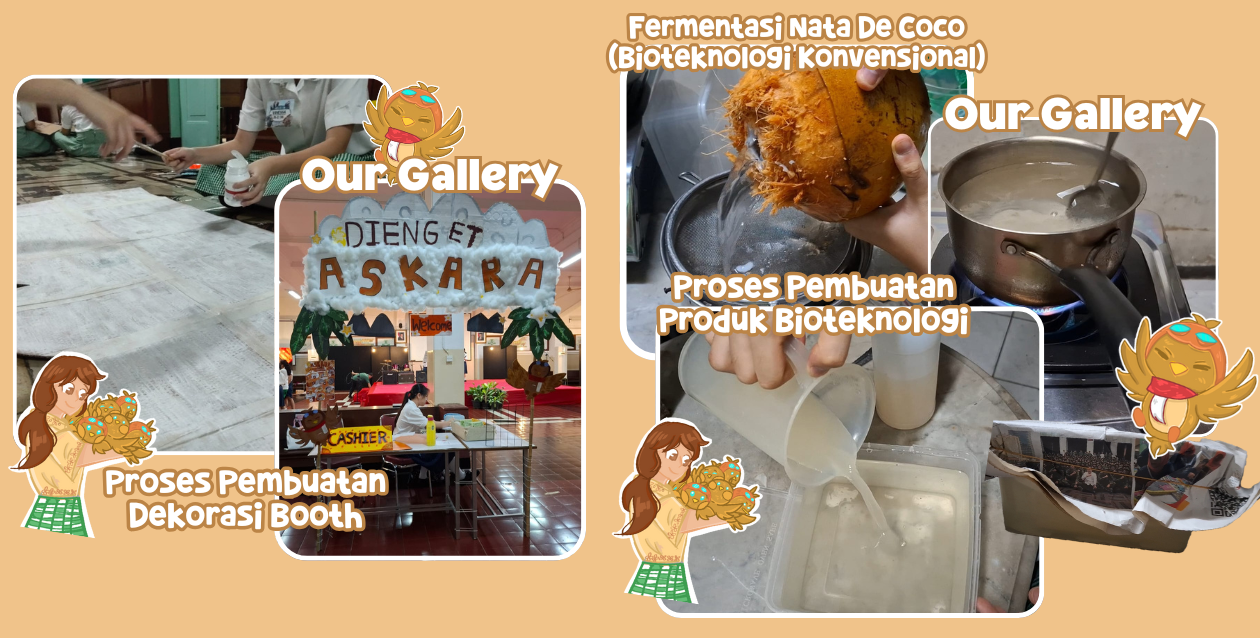 Our Gallery
DIENG ET
ASKARA
Welcome
CASHIER
Proses Pembuatan
Dekorasi Booth
Fermentasi Nata De Coco
(Bioteknologi Konvensional)
Our Gallery
Proses Pembuatan
Produk Bioteknologi